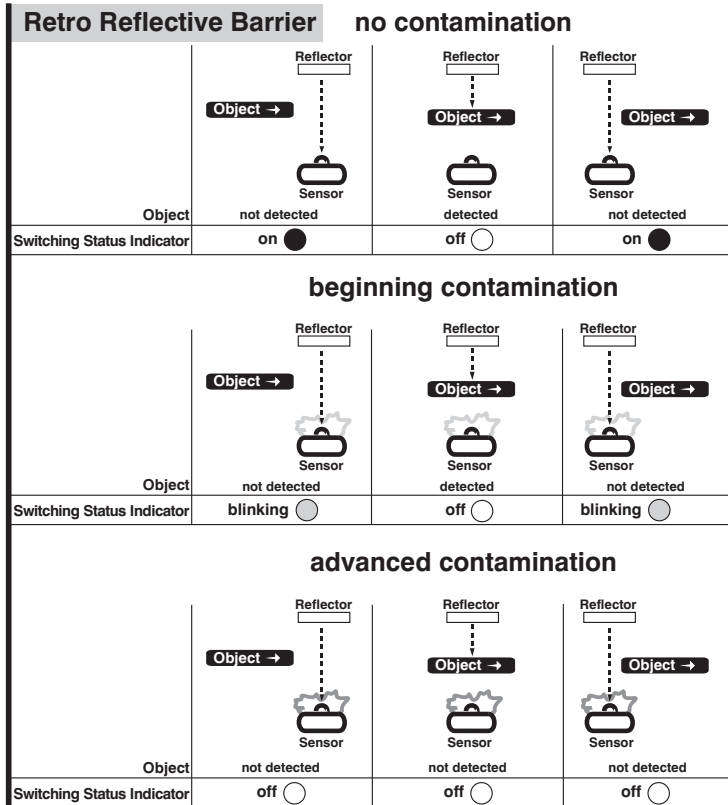 Retro Reflective Barrier no contamination
Reflector Reflector Reflector
Object → Object → Object →
Sensor Sensor Sensor
Object not detected detected not detected
Switching Status Indicator on off on
beginning contamination
Reflector Reflector Reflector
Object → Object → Object →
Sensor Sensor Sensor
Object not detected detected not detected
Switching Status Indicator blinking off blinking
advanced contamination
Reflector Reflector Reflector
Object → Object → Object →
Sensor Sensor Sensor
Object not detected not detected not detected
Switching Status Indicator off off off